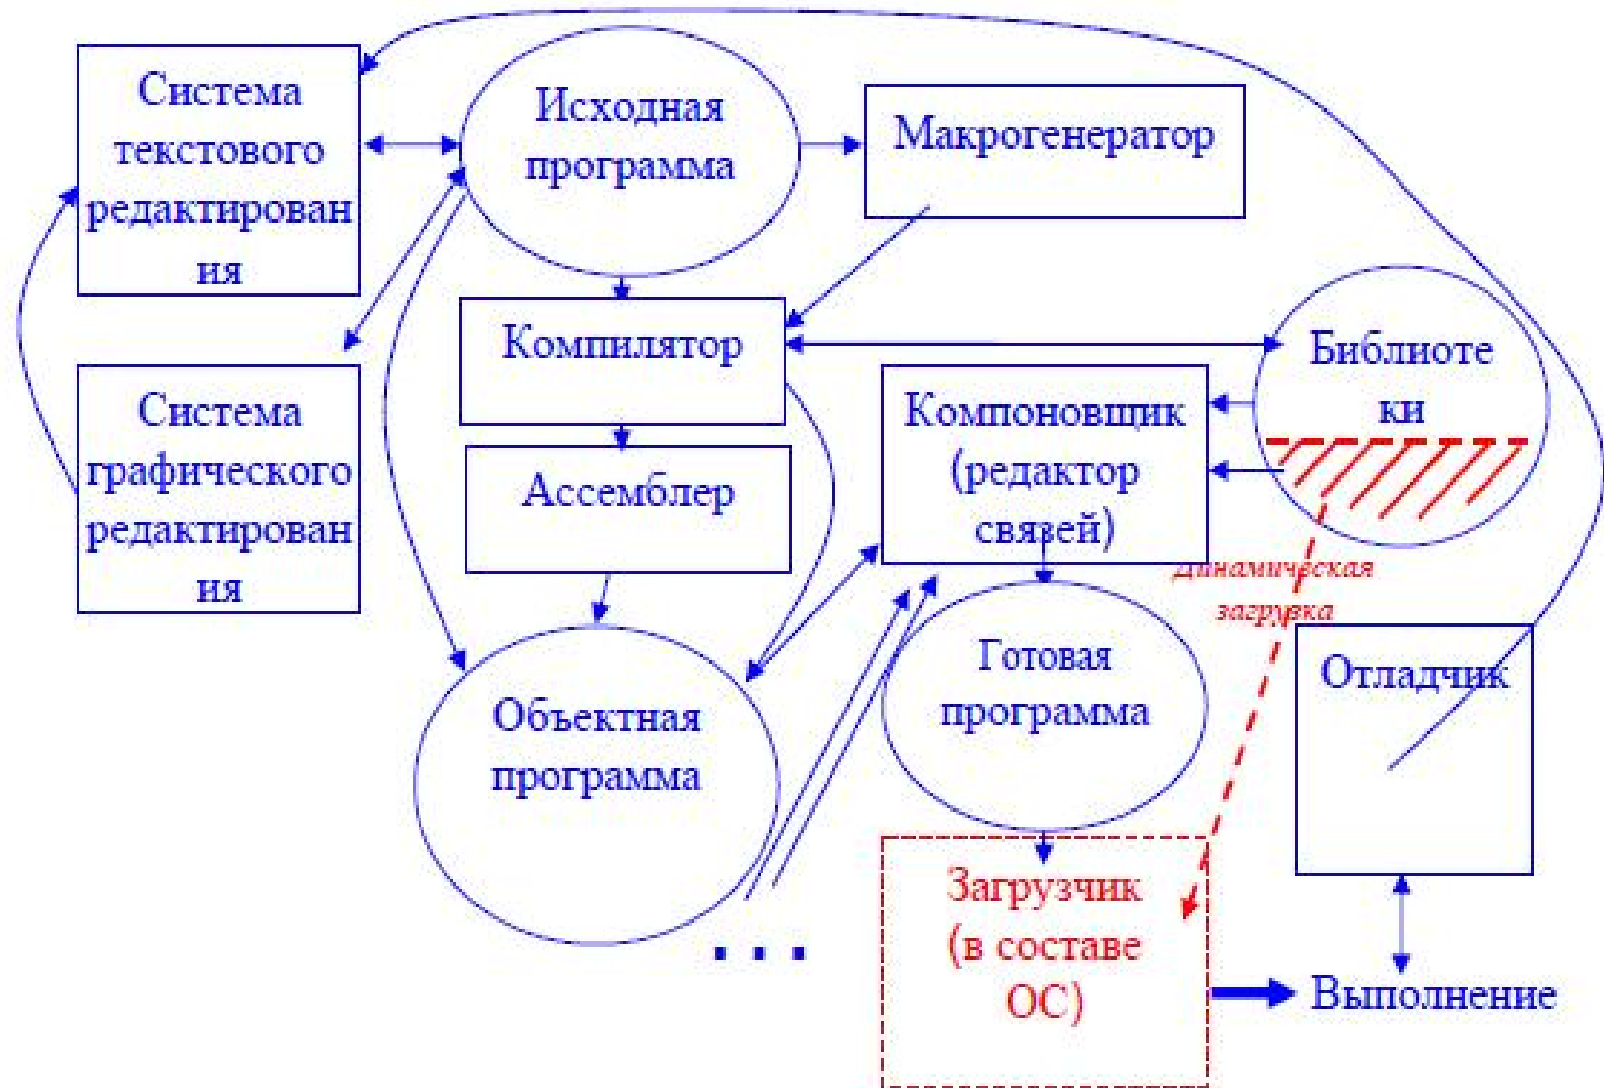 Система
текстового
редактирован
ия
Исходная
программа
Макрогенератор
Компилятор
Библиоте
ки
Система
графического
редактирован
ия
Ассемблер
Компоновщик
(редактор
связей)
Динамическая
загрузка
Объектная
программа
Готовая
программа
Отладчик
...
Загрузчик
(в составе
ОС)
Выполнение